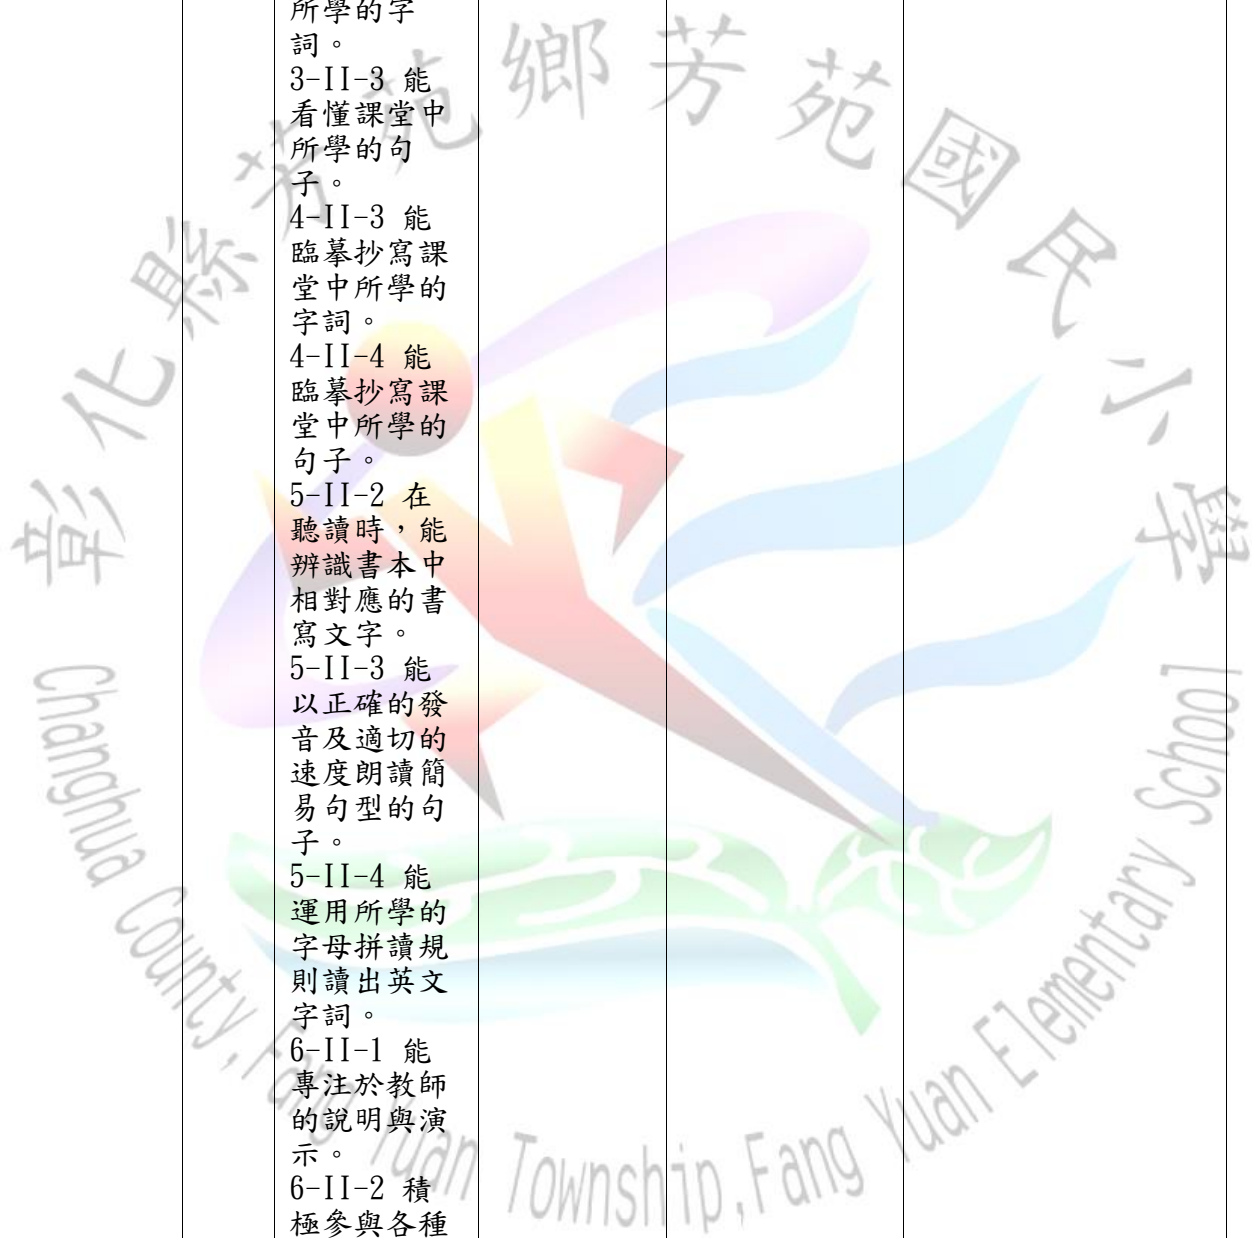 所學的字
詞。
3-II-3 能
看懂課堂中
所學的句
子。
4-II-3 能
臨摹抄寫課
堂中所學的
字詞。
4-II-4 能
臨摹抄寫課
堂中所學的
句子。
5-II-2 在
聽讀時，能
辨識書本中
相對應的書
寫文字。
5-II-3 能
以正確的發
音及適切的
速度朗讀簡
易句型的句
子。
5-II-4 能
運用所學的
字母拼讀規
則讀出英文
字詞。
6-II-1 能
專注於教師
的說明與演
示。
6-II-2 積
極參與各種
彰化縣芳苑鄉芳苑國民小學
Changhua County, Fang Yuan Township, Fang Yuan Elementary School